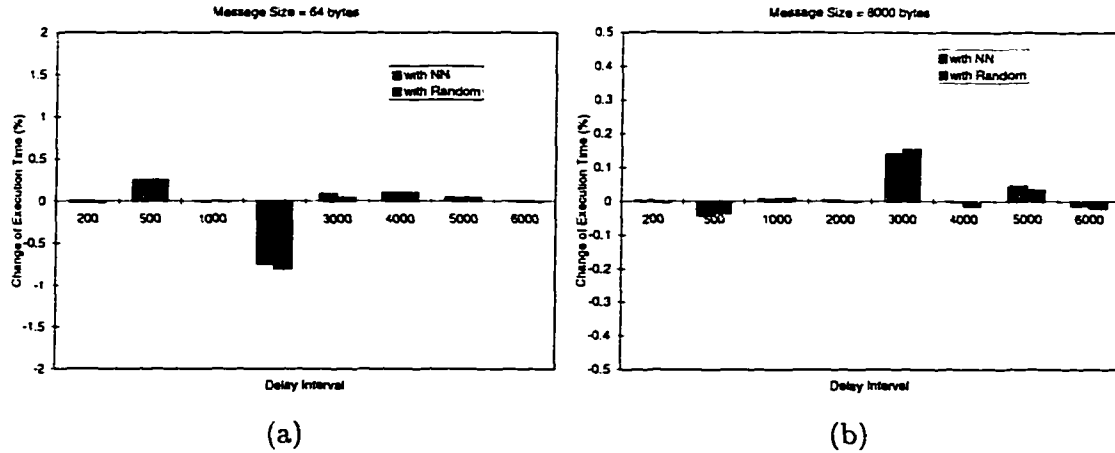 Message Size = 64 bytes
2
1.5
1
0.5
0
-0.5
-1
-1.5
-2
Change of Execution Time (%)
with NN
with Random
200 500 1000 3000 4000 5000 6000
Delay Interval
(a)
Message Size = 8000 bytes
0.5
0.4
0.3
0.2
0.1
0
-0.1
-0.2
-0.3
-0.4
-0.5
Change of Execution Time (%)
with NN
with Random
200 500 1000 2000 3000 4000 5000 6000
Delay Interval
(b)